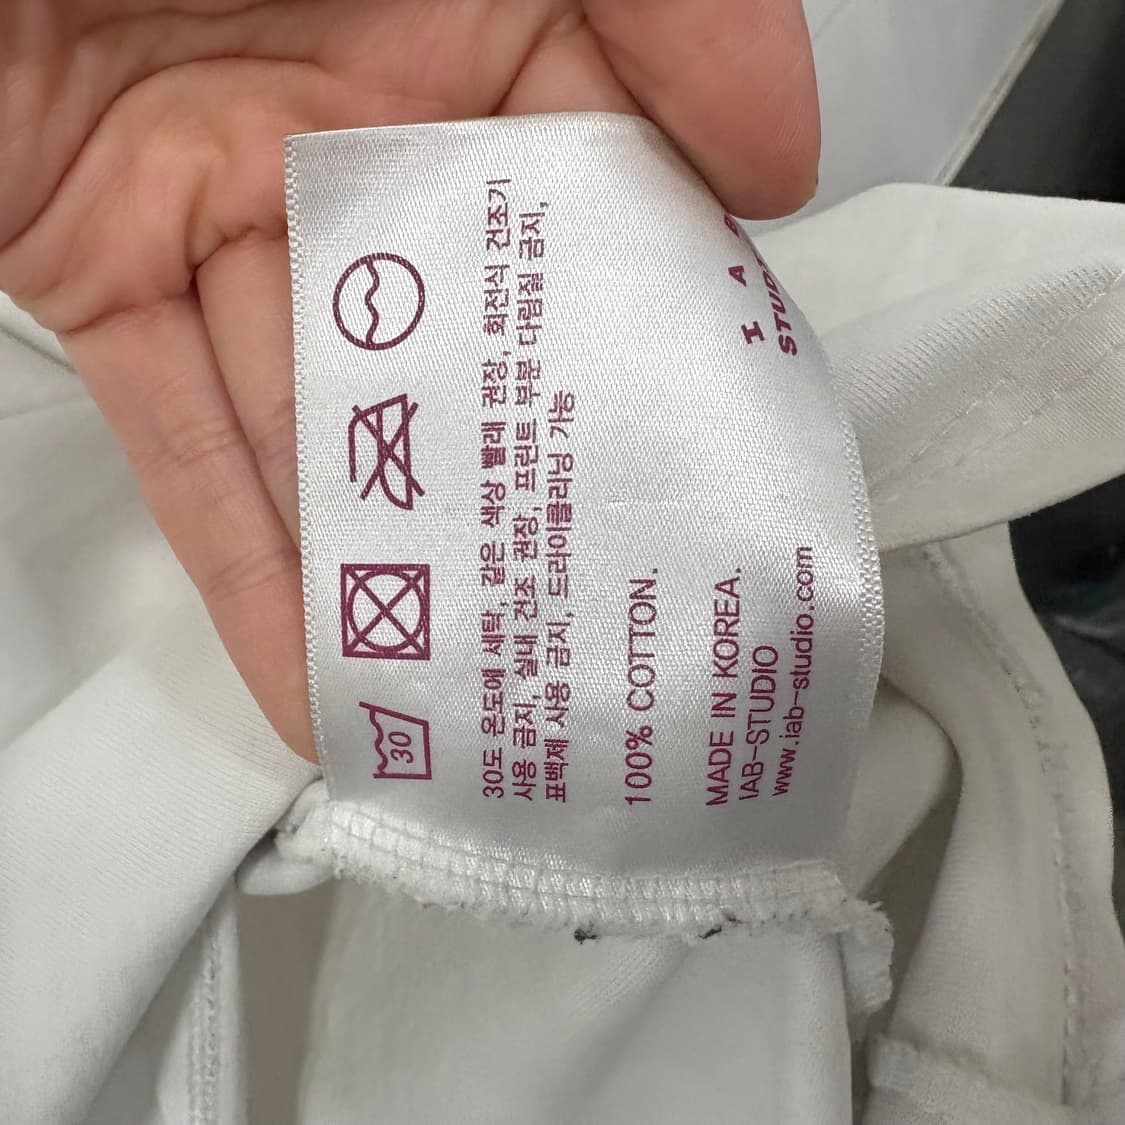 30
30도 온도에 세탁, 같은 색상 빨래 권장, 회전식 건조기
사용 금지, 실내 건조 권장, 프린트 부분 다림질 금지,
표백제 사용 금지, 드라이클리닝 가능
100% COTTON.
MADE IN KOREA.
iAB-STUDIO
www.iab-studio.com
I A